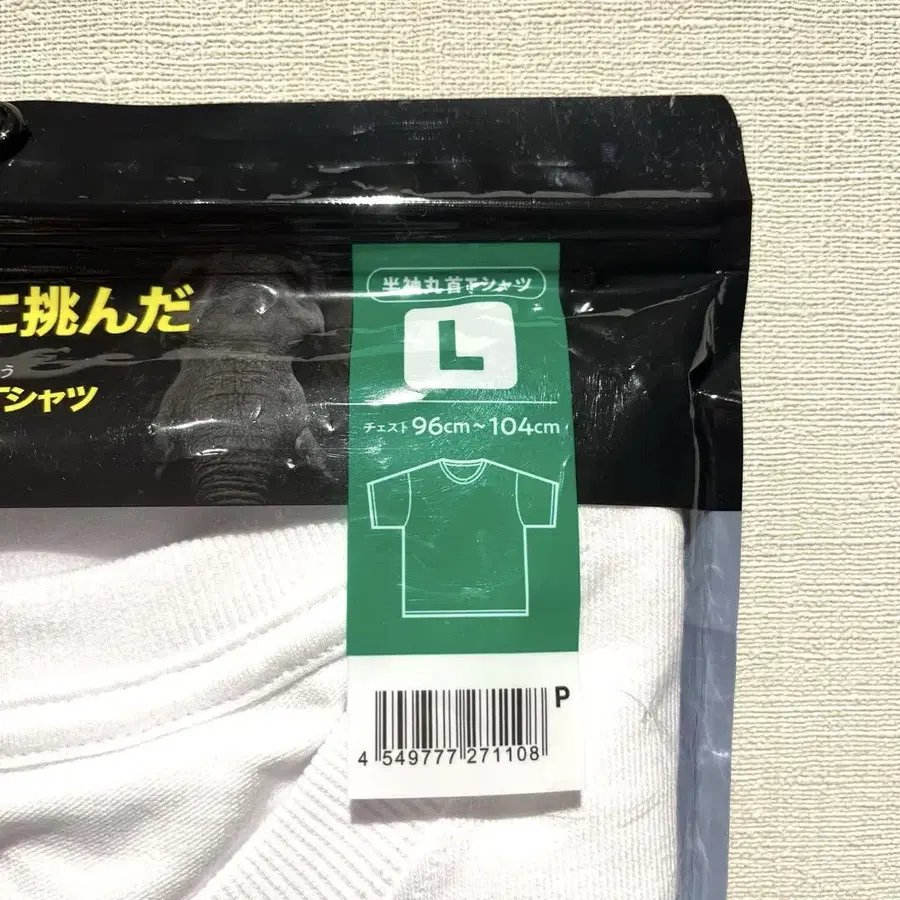 に挑んだ
う
Tシャツ
半袖丸首Tシャツ
L
チェスト96cm~104cm
P
4 549777 271108